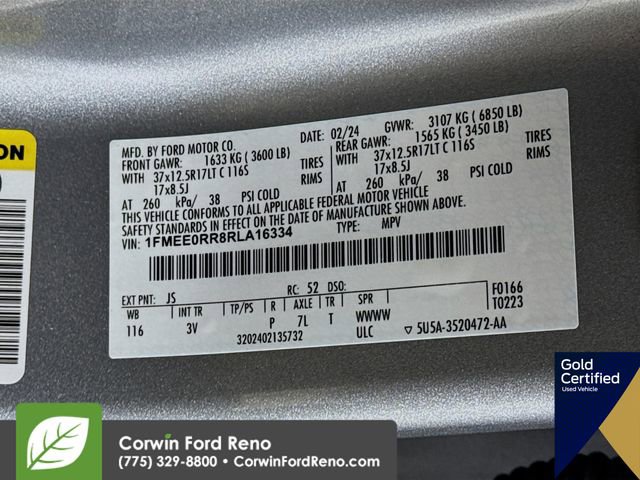 ON
MFD. BY FORD MOTOR CO. DATE: 02/24 GVWR: 3107 KG (6850 LB)
FRONT GAWR: 1633 KG (3600 LB) REAR GAWR: 1565 KG (3450 LB)
WITH 37x12.5R17LT C 116S TIRES WITH 37x12.5R17LT C 116S TIRES
17x8.5J RIMS 17x8.5J RIMS
AT 260 kPa/ 38 PSI COLD AT 260 kPa/ 38 PSI COLD
THIS VEHICLE CONFORMS TO ALL APPLICABLE FEDERAL MOTOR VEHICLE
SAFETY STANDARDS IN EFFECT ON THE DATE OF MANUFACTURE SHOWN ABOVE.
VIN: 1FMEE0RR8RLA16334 TYPE: MPV
EXT PNT: JS RC: 52 DSO: F0166
WB INT TR TP/PS R AXLE TR SPR T0223
116 3V P 7L T WWWW
3202402135732 ULC ▽ 5U5A-3520472-AA
Gold
Certified
Used Vehicle
Corwin Ford Reno
(775) 329-8800 • CorwinFordReno.com